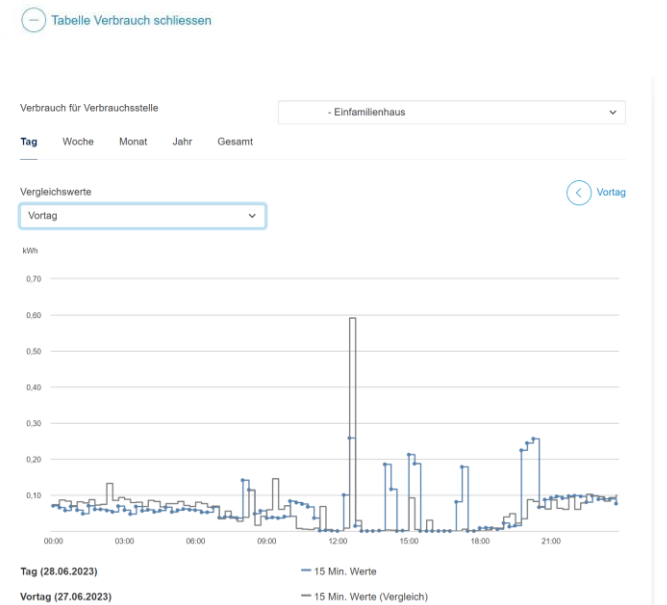 Tabelle Verbrauch schliessen
Verbrauch für Verbrauchsstelle
- Einfamilienhaus
Tag Woche Monat Jahr Gesamt
Vergleichswerte
Vortag
Vortag
kWh
0,70
0,60
0,50
0,40
0,30
0,20
0,10
00:00 03:00 06:00 09:00 12:00 15:00 18:00 21:00
Tag (28.06.2023) 15 Min. Werte
Vortag (27.06.2023) 15 Min. Werte (Vergleich)